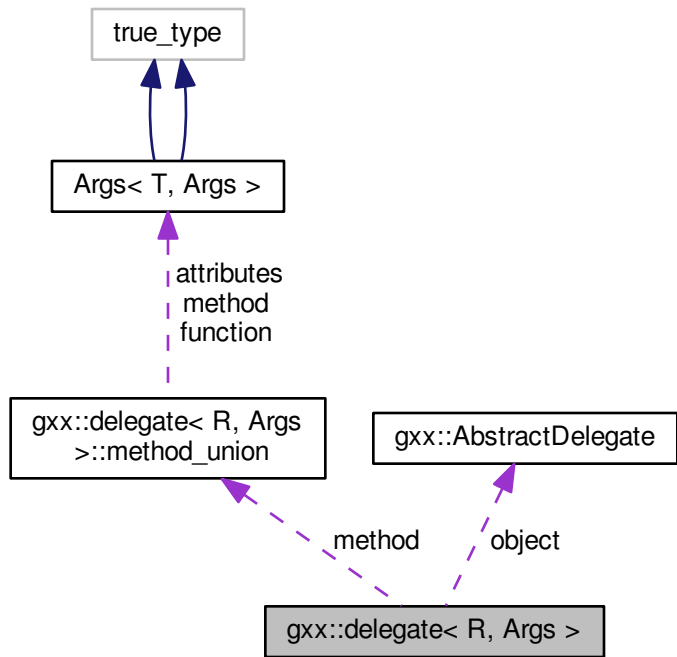 true_type
Args< T, Args >
attributes
method
function
gxx::delegate< R, Args
>::method_union
gxx::AbstractDelegate
method
object
gxx::delegate< R, Args >